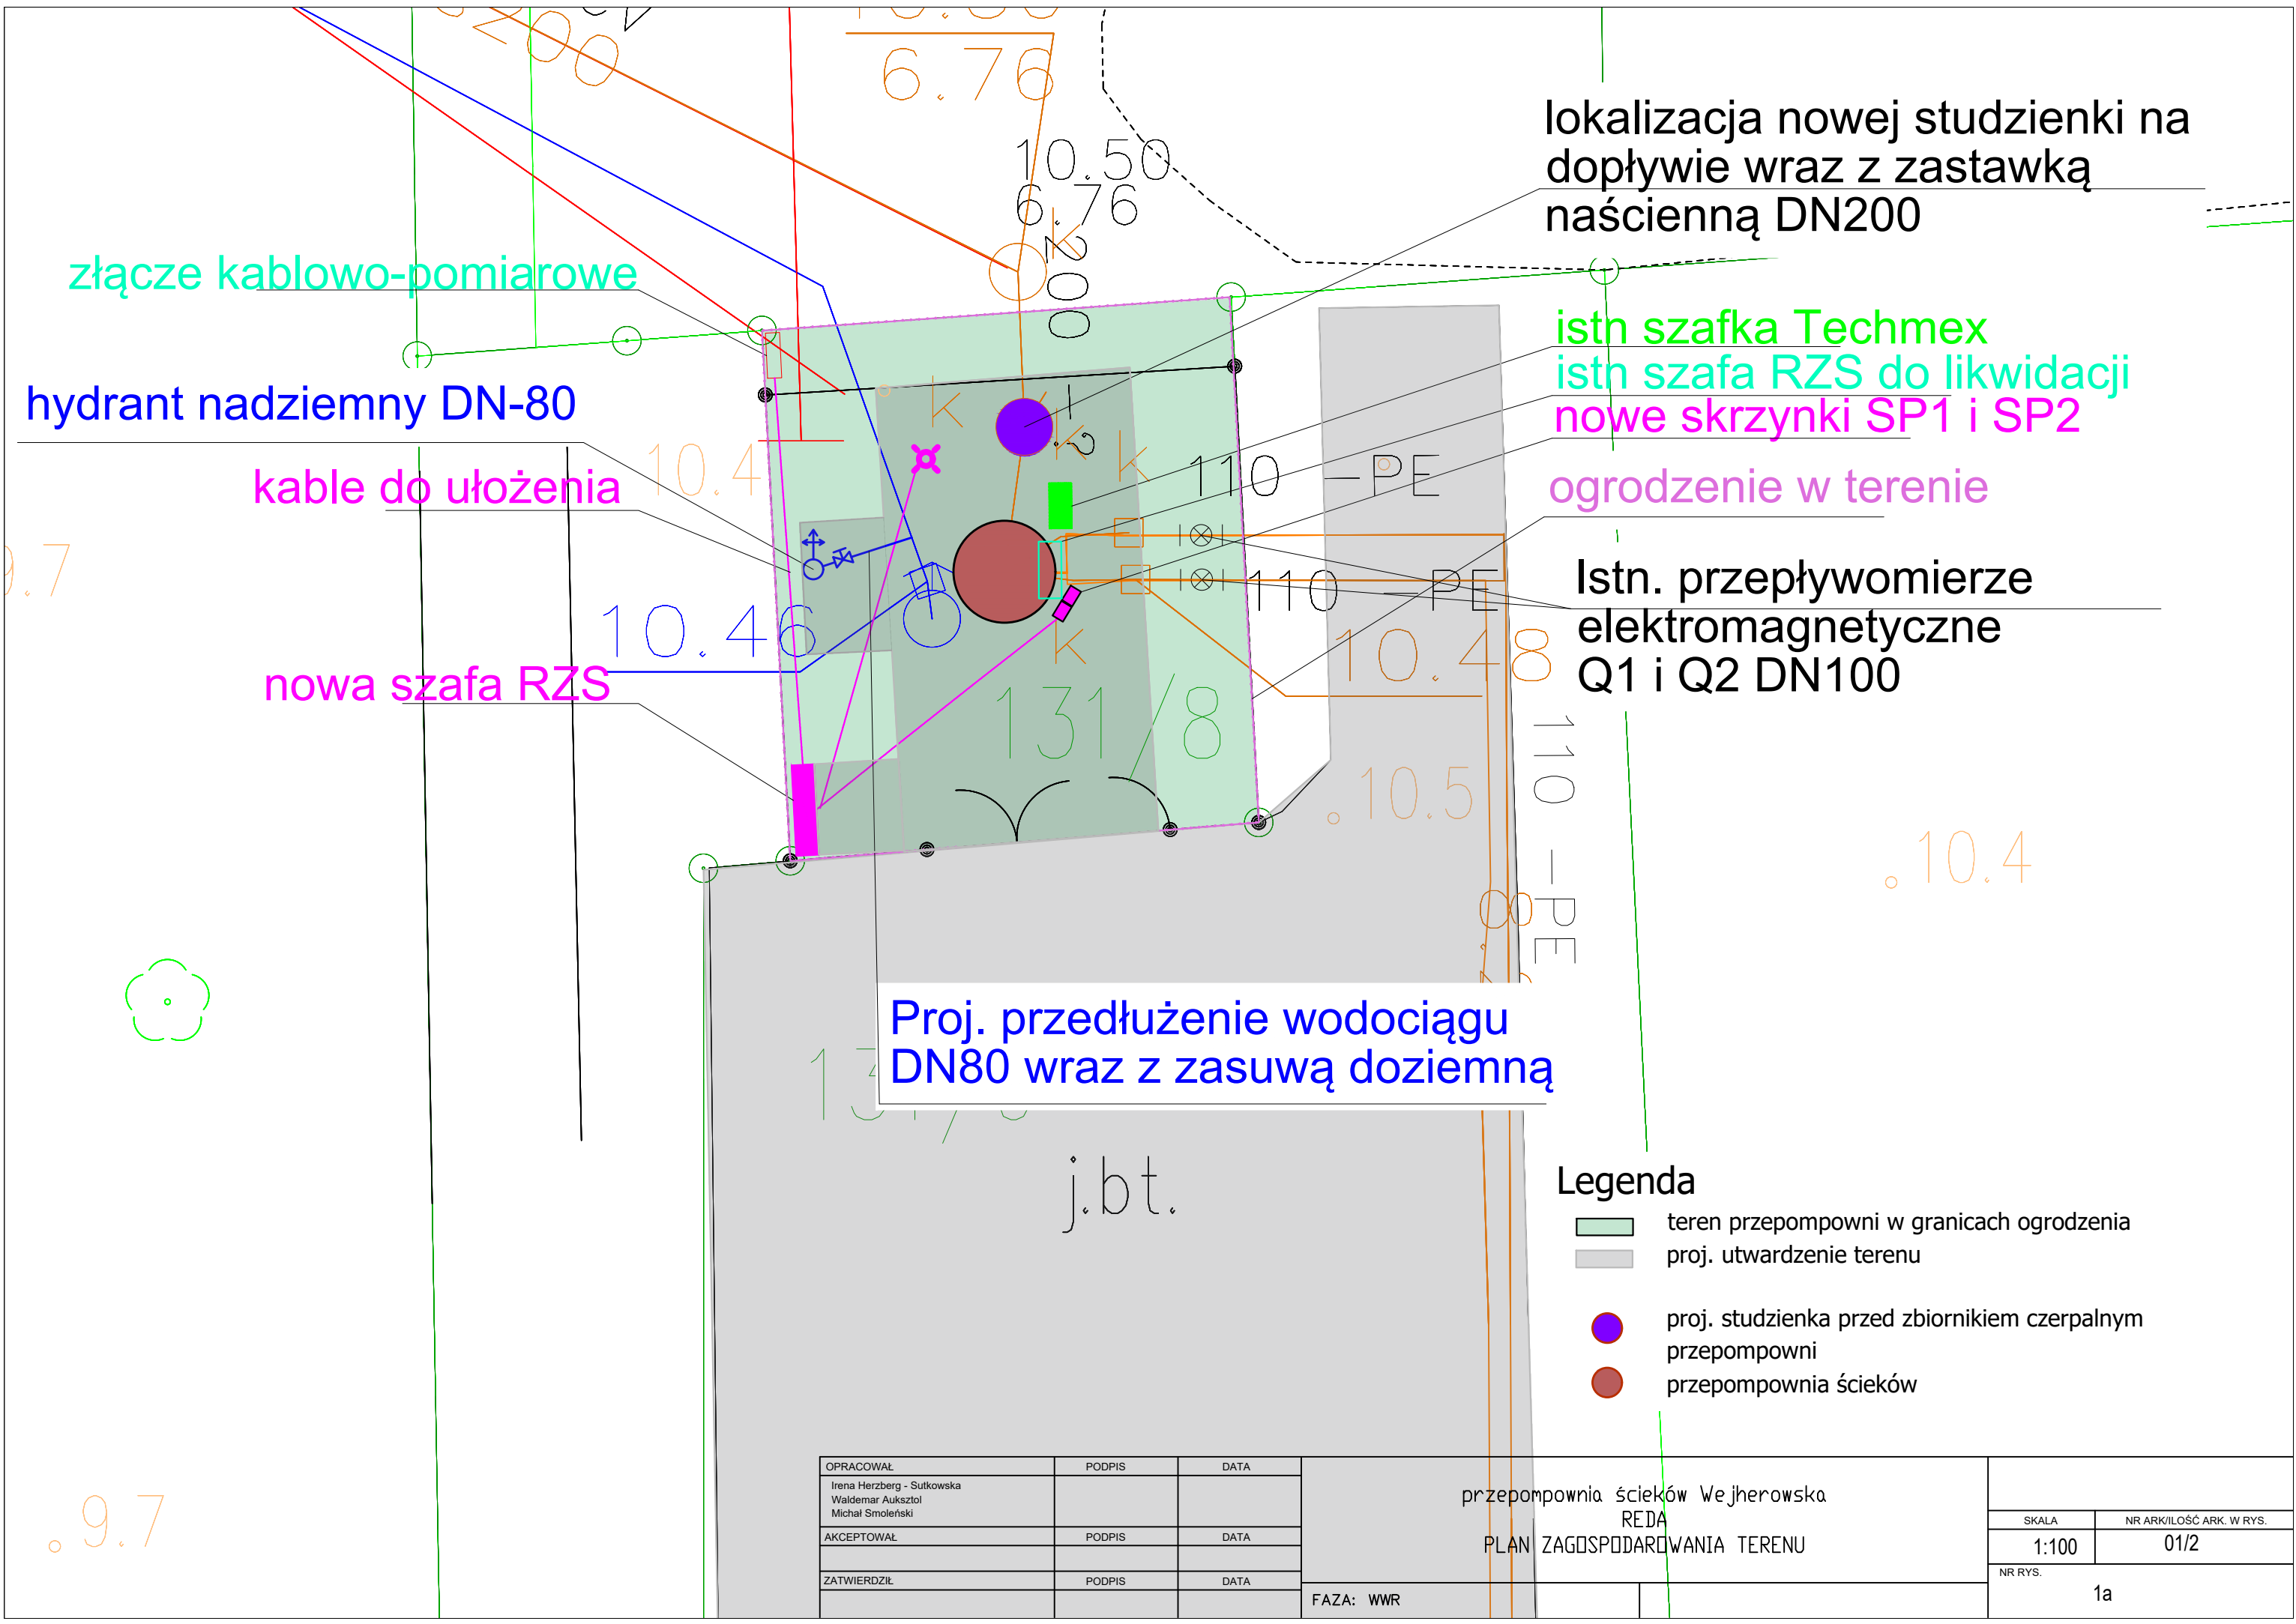 200
6.76
10.50
6.76
200
lokalizacja nowej studzienki na
dopływie wraz z zastawką
naścienną DN200
złącze kablowo-pomiarowe
istn szafka Techmex
istn szafa RZS do likwidacji
nowe skrzynki SP1 i SP2
hydrant nadziemny DN-80
kable do ułożenia
10.4
k
k
k
k
110 -PE
ogrodzenie w terenie
9.7
110 -PE
Istn. przepływomierze
elektromagnetyczne
Q1 i Q2 DN100
10.46
k
10.48
nowa szafa RZS
131/8
110 -PE
.10.5
.10.4
Proj. przedłużenie wodociągu
DN80 wraz z zasuwą doziemną
j.bt.
Legenda
teren przepompowni w granicach ogrodzenia
proj. utwardzenie terenu
proj. studzienka przed zbiornikiem czerpalnym
przepompowni
przepompownia ścieków
.9.7
OPRACOWAŁ PODPIS DATA
Irena Herzberg - Sutkowska
Waldemar Auksztol
Michał Smoleński
AKCEPTOWAŁ PODPIS DATA
ZATWIERDZIŁ PODPIS DATA
przepompownia ścieków Wejherowska
REDA
PLAN ZAGOSPODAROWANIA TERENU
FAZA: WWR
SKALA NR ARK/ILOŚĆ ARK. W RYS.
1:100 01/2
NR RYS.
1a